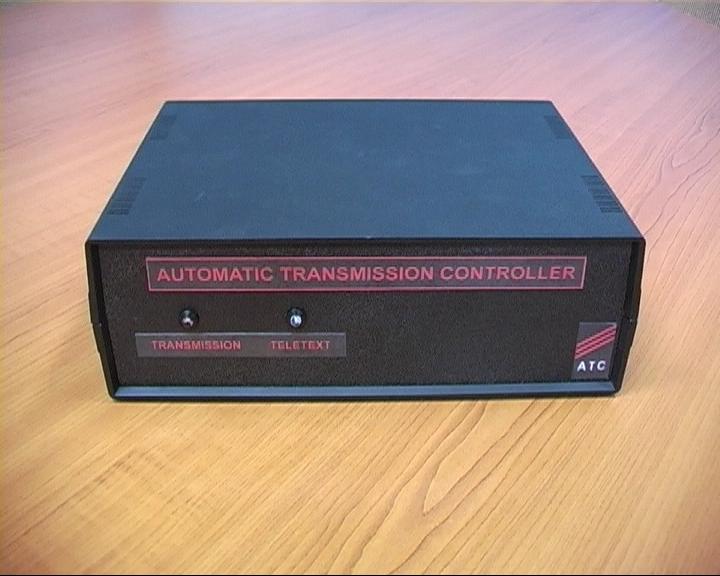 AUTOMATIC TRANSMISSION CONTROLLER
TRANSMISSION TELETEXT
ATC